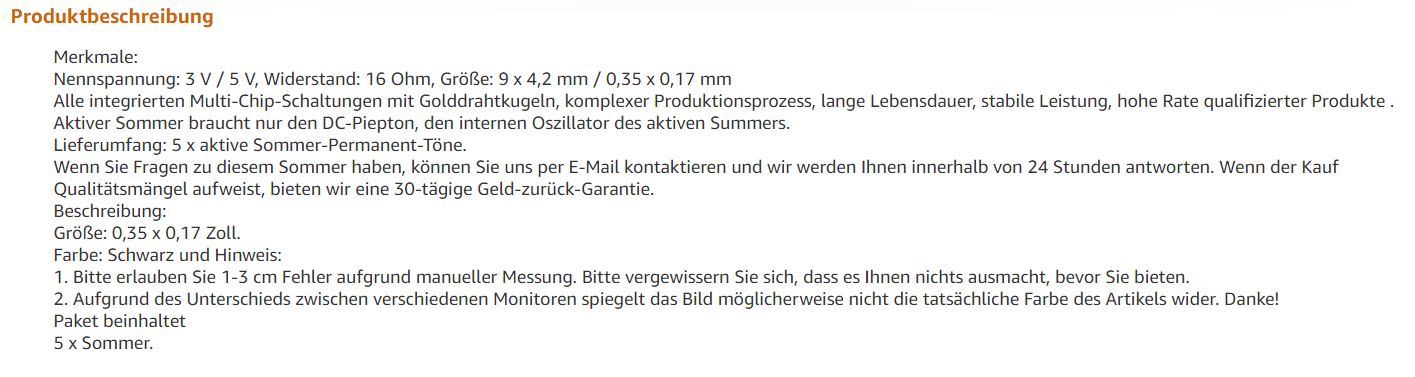 Produktbeschreibung
Merkmale:
Nennspannung: 3 V / 5 V, Widerstand: 16 Ohm, Größe: 9 x 4,2 mm / 0,35 x 0,17 mm
Alle integrierten Multi-Chip-Schaltungen mit Golddrahtkugeln, komplexer Produktionsprozess, lange Lebensdauer, stabile Leistung, hohe Rate qualifizierter Produkte .
Aktiver Sommer braucht nur den DC-Piepton, den internen Oszillator des aktiven Summers.
Lieferumfang: 5 x aktive Sommer-Permanent-Töne.
Wenn Sie Fragen zu diesem Sommer haben, können Sie uns per E-Mail kontaktieren und wir werden Ihnen innerhalb von 24 Stunden antworten. Wenn der Kauf
Qualitätsmängel aufweist, bieten wir eine 30-tägige Geld-zurück-Garantie.
Beschreibung:
Größe: 0,35 x 0,17 Zoll.
Farbe: Schwarz und Hinweis:
1. Bitte erlauben Sie 1-3 cm Fehler aufgrund manueller Messung. Bitte vergewissern Sie sich, dass es Ihnen nichts ausmacht, bevor Sie bieten.
2. Aufgrund des Unterschieds zwischen verschiedenen Monitoren spiegelt das Bild möglicherweise nicht die tatsächliche Farbe des Artikels wider. Danke!
Paket beinhaltet
5 x Sommer.